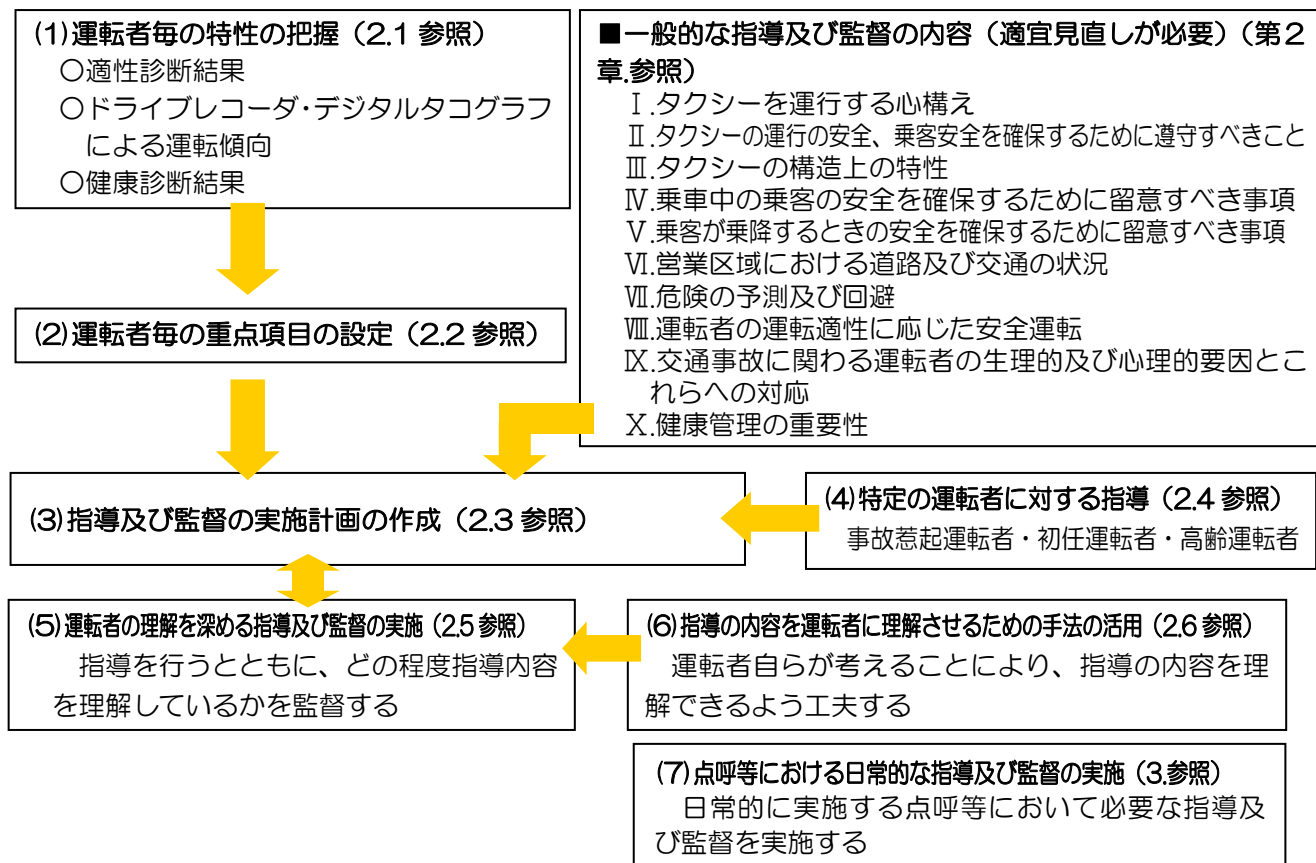 (1)運転者毎の特性の把握(2.1 参照)
〇適性診断結果
〇ドライブレコーダ・デジタルタコグラフ
による運転傾向
〇健康診断結果
■一般的な指導及び監督の内容(適宜見直しが必要)(第2
章.参照)
Ⅰ.タクシーを運行する心構え
Ⅱ.タクシーの運行の安全、乗客安全を確保するために遵守すべきこと
Ⅲ.タクシーの構造上の特性
Ⅳ.乗車中の乗客の安全を確保するために留意すべき事項
Ⅴ.乗客が乗降するときの安全を確保するために留意すべき事項
Ⅵ.営業区域における道路及び交通の状況
Ⅶ.危険の予測及び回避
Ⅷ.運転者の運転適性に応じた安全運転
Ⅸ.交通事故に関わる運転者の生理的及び心理的要因とこ
れらへの対応
Ⅹ.健康管理の重要性
(2)運転者毎の重点項目の設定(2.2 参照)
(3)指導及び監督の実施計画の作成(2.3 参照)
(4)特定の運転者に対する指導(2.4 参照)
事故惹起運転者・初任運転者・高齢運転者
(5)運転者の理解を深める指導及び監督の実施(2.5 参照)
指導を行うとともに、どの程度指導内容
を理解しているかを監督する
(6)指導の内容を運転者に理解させるための手法の活用(2.6 参照)
運転者自らが考えることにより、指導の内容を理
解できるよう工夫する
(7)点呼等における日常的な指導及び監督の実施(3.参照)
日常的に実施する点呼等において必要な指導及
び監督を実施する